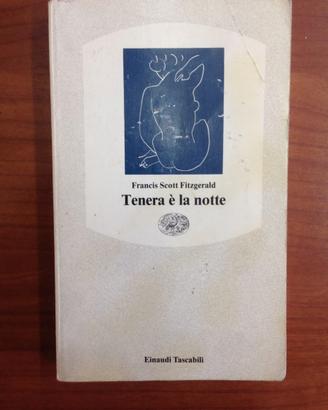 Francis Scott Fitzgerald
Tenera è la notte
Einaudi Tascabili